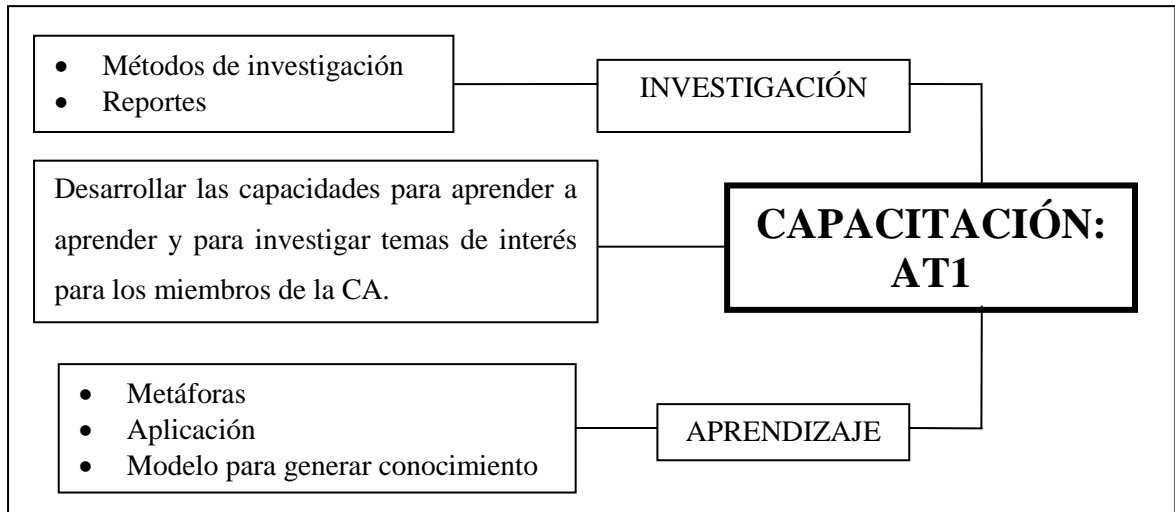 • Métodos de investigación
• Reportes
INVESTIGACIÓN
Desarrollar las capacidades para aprender a
aprender y para investigar temas de interés
para los miembros de la CA.
CAPACITACIÓN:
AT1
• Metáforas
• Aplicación
• Modelo para generar conocimiento
APRENDIZAJE